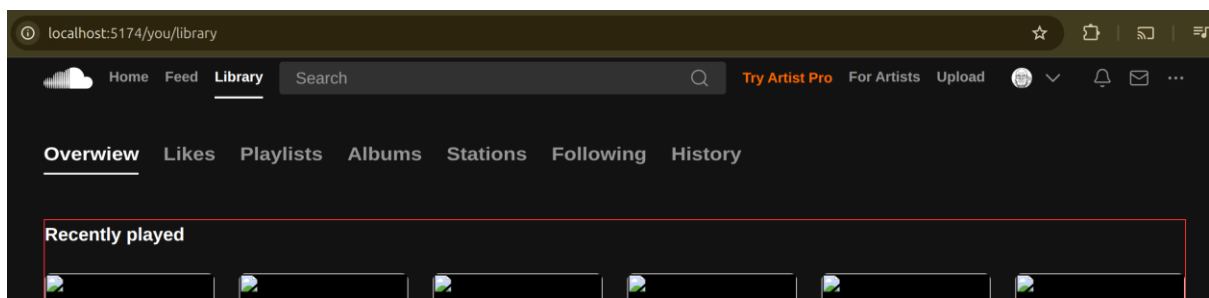 localhost:5174/you/library
Home Feed Library Search Try Artist Pro For Artists Upload
Overwiew Likes Playlists Albums Stations Following History
Recently played